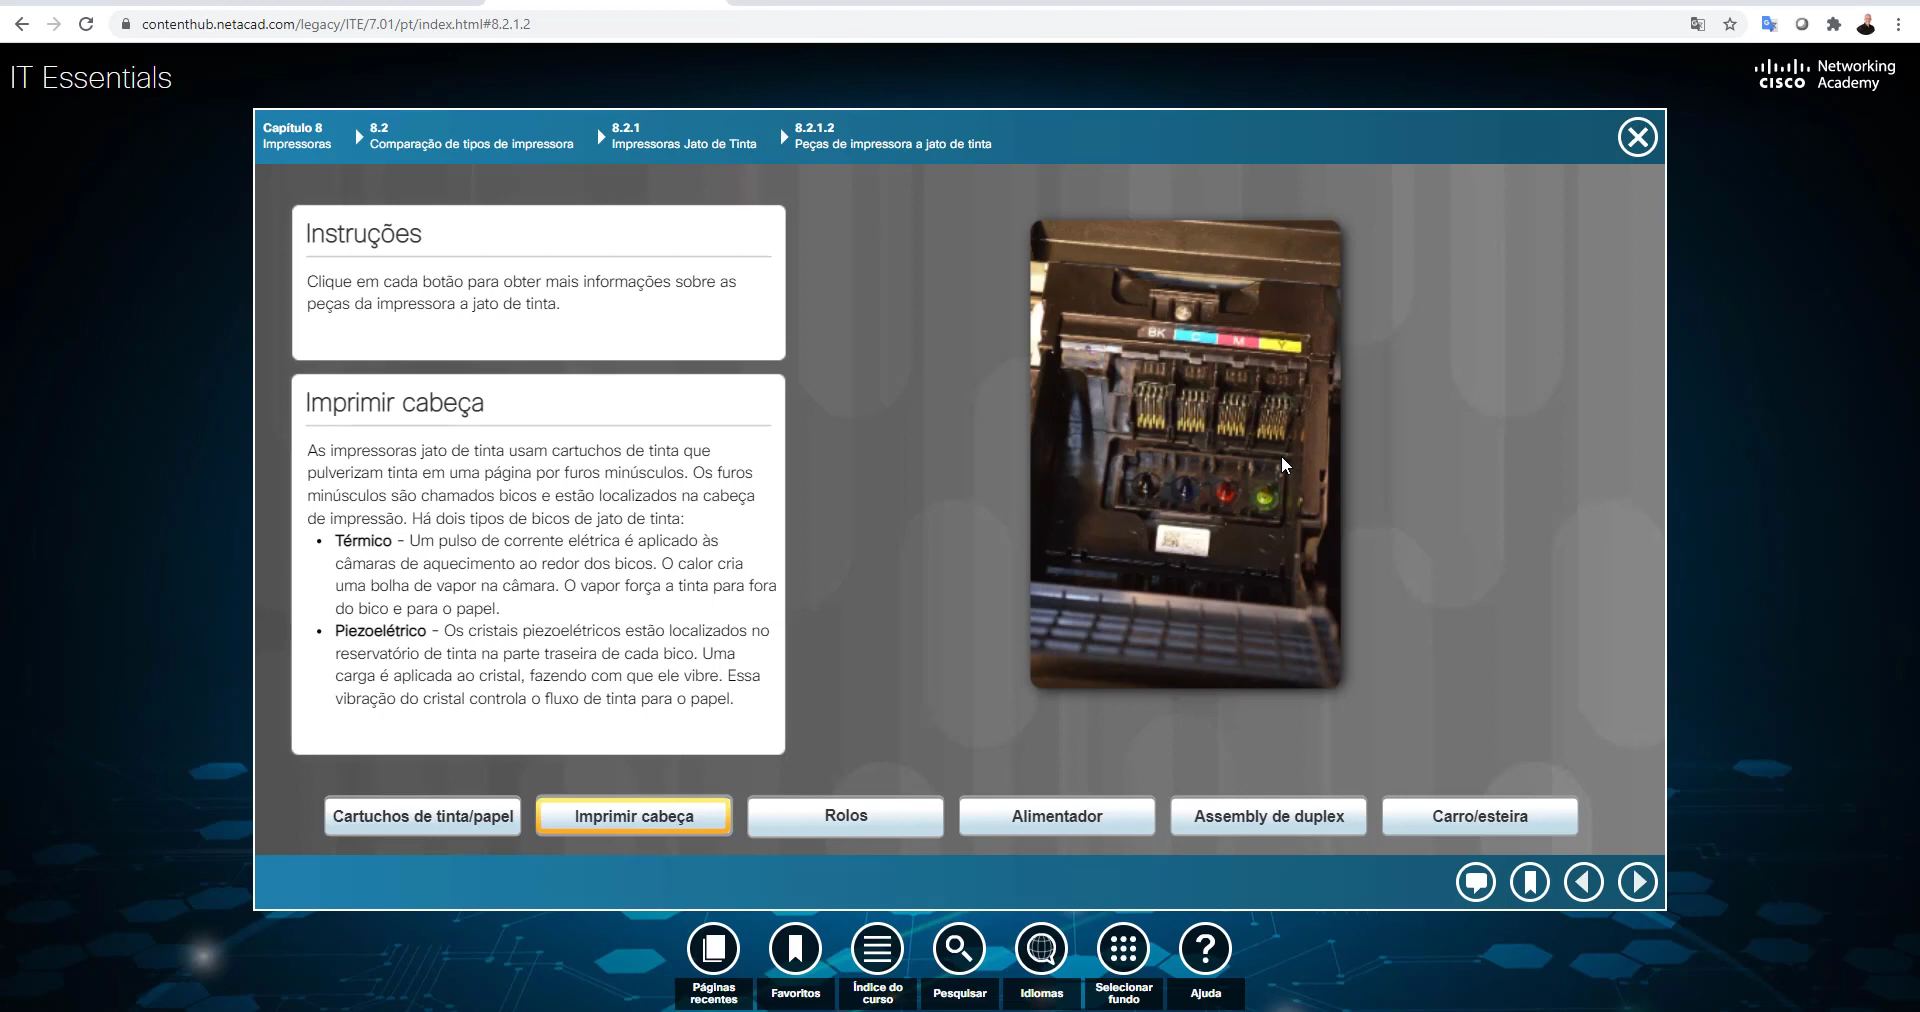 contenthub.netacad.com/legacy/ITE/7.01/pt/index.html#8.2.1.2
IT Essentials
CISCO
Networking
Academy
Capítulo 8
Impressoras
8.2
Comparação de tipos de impressora
8.2.1
Impressoras Jato de Tinta
8.2.1.2
Peças de impressora a jato de tinta
Instruções
Clique em cada botão para obter mais informações sobre as
peças da impressora a jato de tinta.
Imprimir cabeça
As impressoras jato de tinta usam cartuchos de tinta que
pulverizam tinta em uma página por furos minúsculos. Os furos
minúsculos são chamados bicos e estão localizados na cabeça
de impressão. Há dois tipos de bicos de jato de tinta:
• Térmico - Um pulso de corrente elétrica é aplicado às
câmaras de aquecimento ao redor dos bicos. O calor cria
uma bolha de vapor na câmara. O vapor força a tinta para fora
do bico e para o papel.
• Piezoelétrico - Os cristais piezoelétricos estão localizados no
reservatório de tinta na parte traseira de cada bico. Uma
carga é aplicada ao cristal, fazendo com que ele vibre. Essa
vibração do cristal controla o fluxo de tinta para o papel.
BK C M Y
Cartuchos de tinta/papel
Imprimir cabeça
Rolos
Alimentador
Assembly de duplex
Carro/esteira
Páginas
recentes
Favoritos
Índice do
curso
Pesquisar
Idiomas
Selecionar
fundo
?
Ajuda